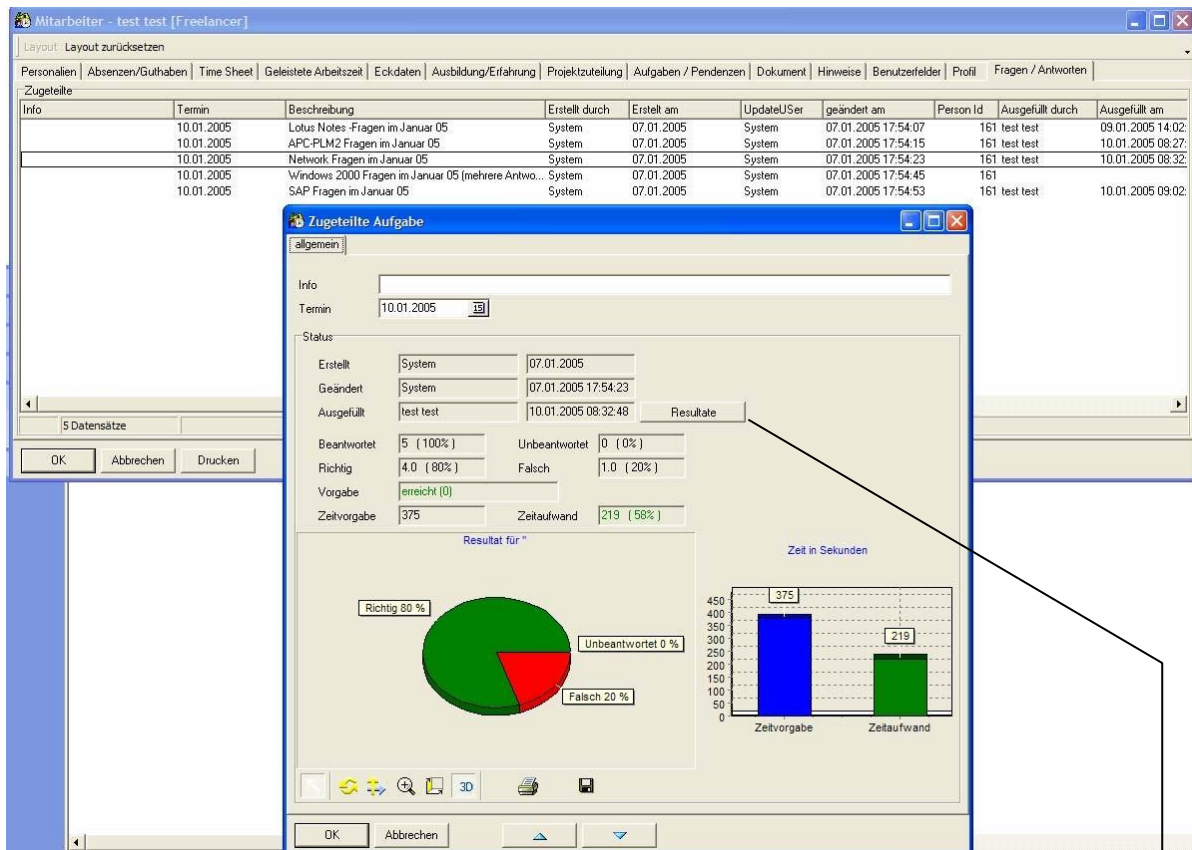 Mitarbeiter - test test [Freelancer]
Layout Layout zurücksetzen
Personalien Absenzen/Guthaben Time Sheet Geleistete Arbeitszeit Eckdaten Ausbildung/Erfahrung Projektzuteilung Aufgaben / Pendenzen Dokument Hinweise Benutzerfelder Profil Fragen / Antworten
Zugeteilte
Info Termin Beschreibung Erstellt durch Erstelt am UpdateUSer geändert am Person Id Ausgefüllt durch Ausgefüllt am
10.01.2005 Lotus Notes -Fragen im Januar 05 System 07.01.2005 System 07.01.2005 17:54:07 161 test test 09.01.2005 14:02:
10.01.2005 APC-PLM2 Fragen im Januar 05 System 07.01.2005 System 07.01.2005 17:54:15 161 test test 10.01.2005 08:27:
10.01.2005 Network Fragen im Januar 05 System 07.01.2005 System 07.01.2005 17:54:23 161 test test 10.01.2005 08:32:
10.01.2005 Windows 2000 Fragen im Januar 05 (mehrere Antwo... System 07.01.2005 System 07.01.2005 17:54:45 161
10.01.2005 SAP Fragen im Januar 05 System 07.01.2005 System 07.01.2005 17:54:53 161 test test 10.01.2005 09:02:
5 Datensätze
OK Abbrechen Drucken
Zugeteilte Aufgabe
allgemein
Info
Termin 10.01.2005 15
Status
Erstellt System 07.01.2005
Geändert System 07.01.2005 17:54:23
Ausgefüllt test test 10.01.2005 08:32:48 Resultate
Beantwortet 5 (100%) Unbeantwortet 0 (0%)
Richtig 4.0 (80%) Falsch 1.0 (20%)
Vorgabe erreicht (0)
Zeitvorgabe 375 Zeitaufwand 219 (58%)
Resultat für ''
Richtig 80 %
Unbeantwortet 0 %
Falsch 20 %
Zeit in Sekunden
450
400
350
300
250
200
150
100
50
0
375
219
Zeitvorgabe Zeitaufwand
3D
OK Abbrechen